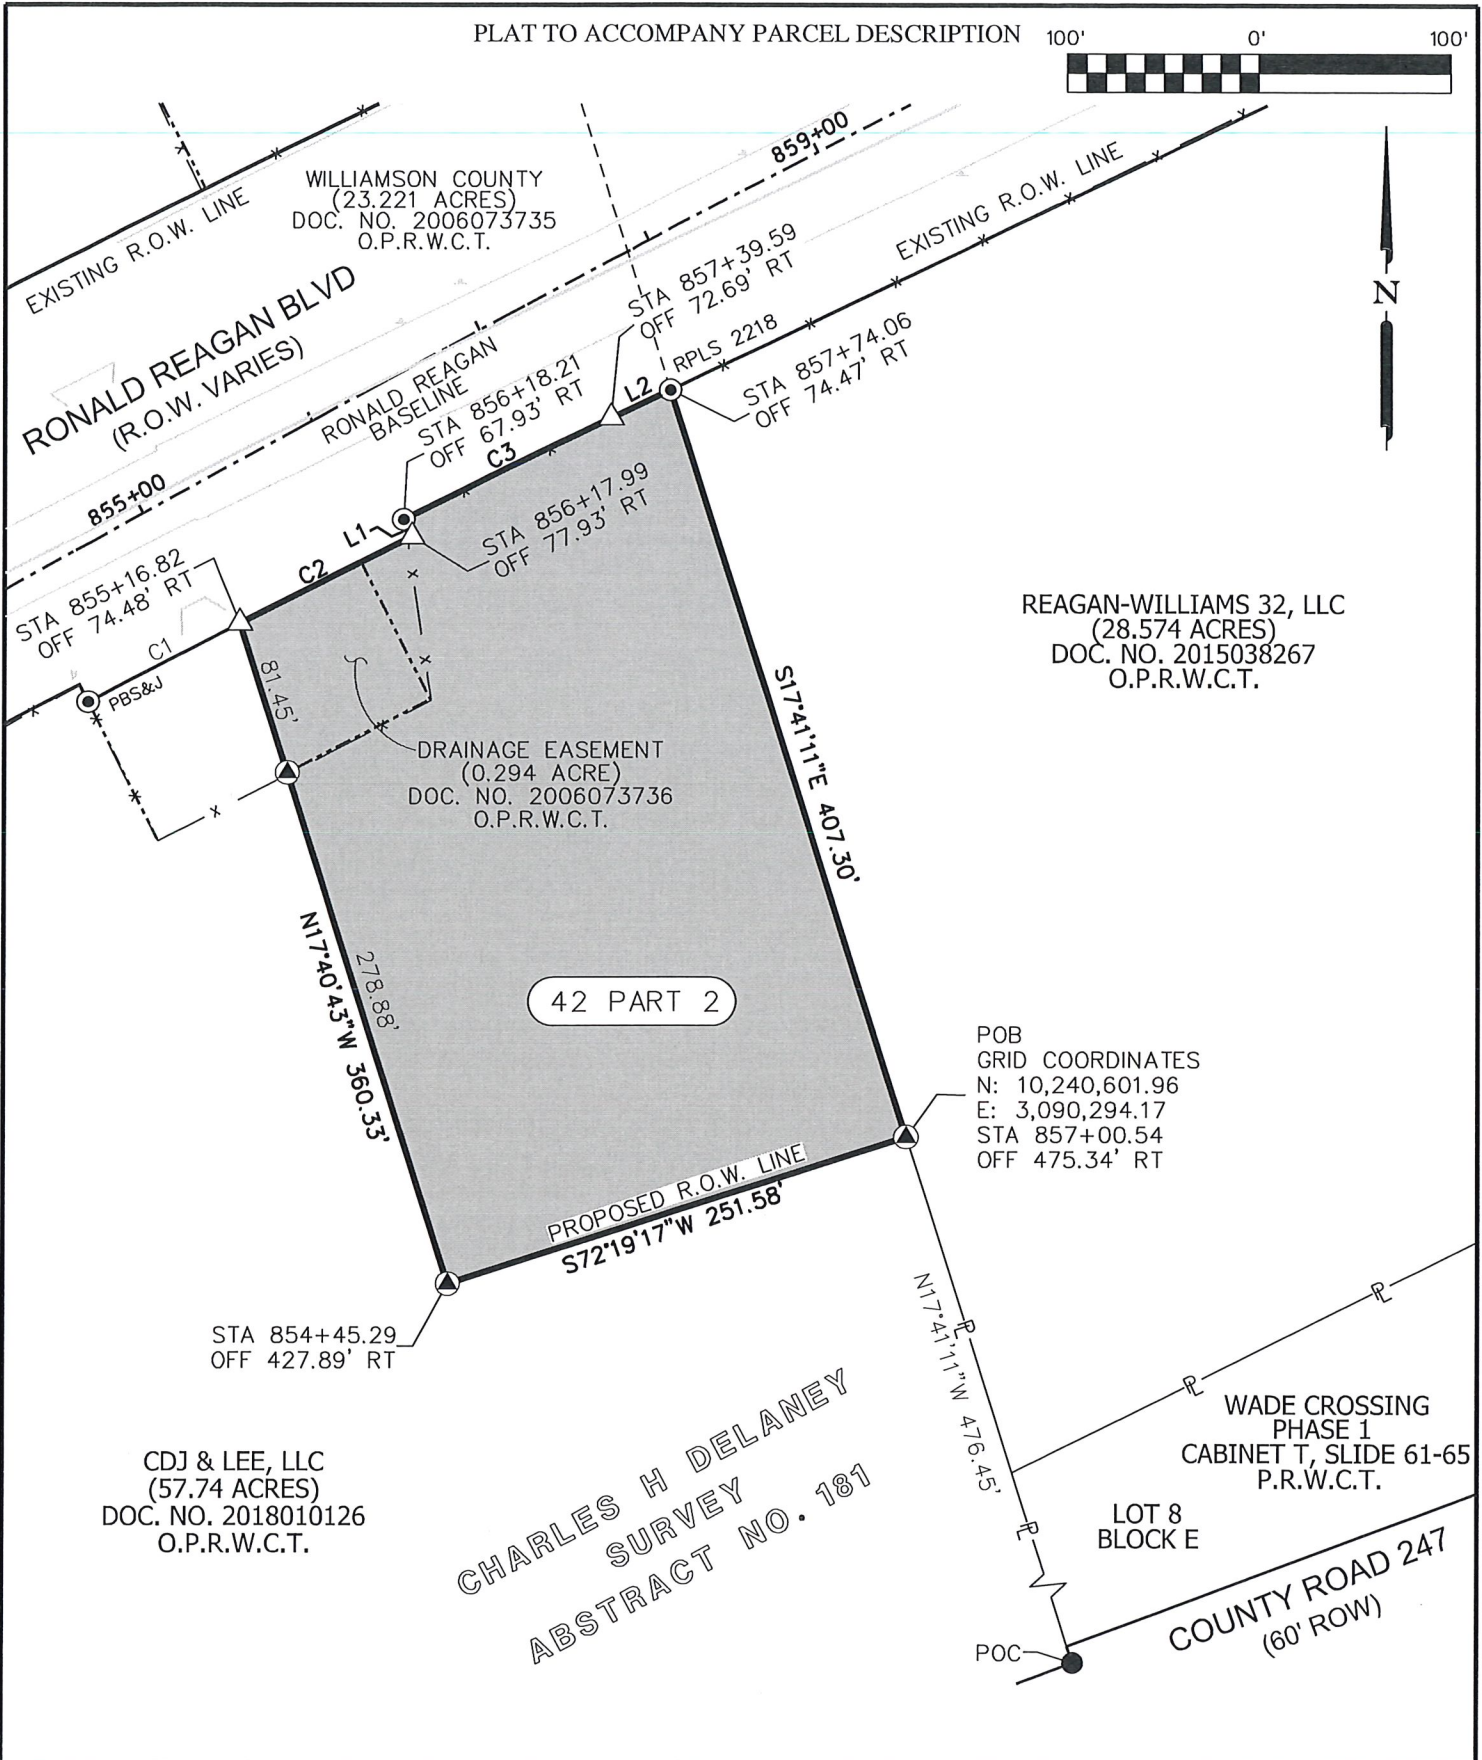 PLAT TO ACCOMPANY PARCEL DESCRIPTION
100'
0'
100'
859+00
WILLIAMSON COUNTY
(23.221 ACRES)
DOC. NO. 2006073735
O.P.R.W.C.T.
EXISTING R.O.W. LINE
EXISTING R.O.W. LINE
N
RONALD REAGAN BLVD
(R.O.W. VARIES)
STA 857+39.59
OFF 72.69' RT
RPLS 2218
STA 857+74.06
OFF 74.47' RT
RONALD REAGAN
BASELINE
STA 856+18.21
OFF 67.93' RT
L2
C3
855+00
STA 856+17.99
OFF 77.93' RT
L1
C2
STA 855+16.82
OFF 74.48' RT
C1
PBS&J
81.45'
REAGAN-WILLIAMS 32, LLC
(28.574 ACRES)
DOC. NO. 2015038267
O.P.R.W.C.T.
S17°41'11"E 407.30'
DRAINAGE EASEMENT
(0.294 ACRE)
DOC. NO. 2006073736
O.P.R.W.C.T.
N17°40'43"W 360.33'
278.88'
42 PART 2
POB
GRID COORDINATES
N: 10,240,601.96
E: 3,090,294.17
STA 857+00.54
OFF 475.34' RT
PROPOSED R.O.W. LINE
S72°19'17"W 251.58'
STA 854+45.29
OFF 427.89' RT
N17°41'11"W 476.45'
PL
PL
PL
PL
WADE CROSSING
PHASE 1
CABINET T, SLIDE 61-65
P.R.W.C.T.
LOT 8
BLOCK E
CDJ & LEE, LLC
(57.74 ACRES)
DOC. NO. 2018010126
O.P.R.W.C.T.
CHARLES H DELANEY
SURVEY
ABSTRACT NO. 181
COUNTY ROAD 247
(60' ROW)
POC